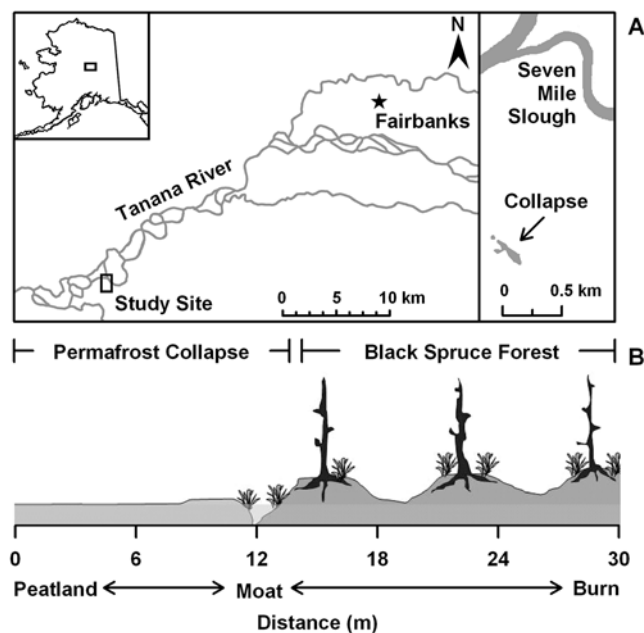 A
N
Fairbanks
Tanana River
Study Site
0 5 10 km
Seven
Mile
Slough
Collapse
0 0.5 km
Permafrost Collapse Black Spruce Forest
B
0 6 12 18 24 30
Peatland Moat Burn
Distance (m)